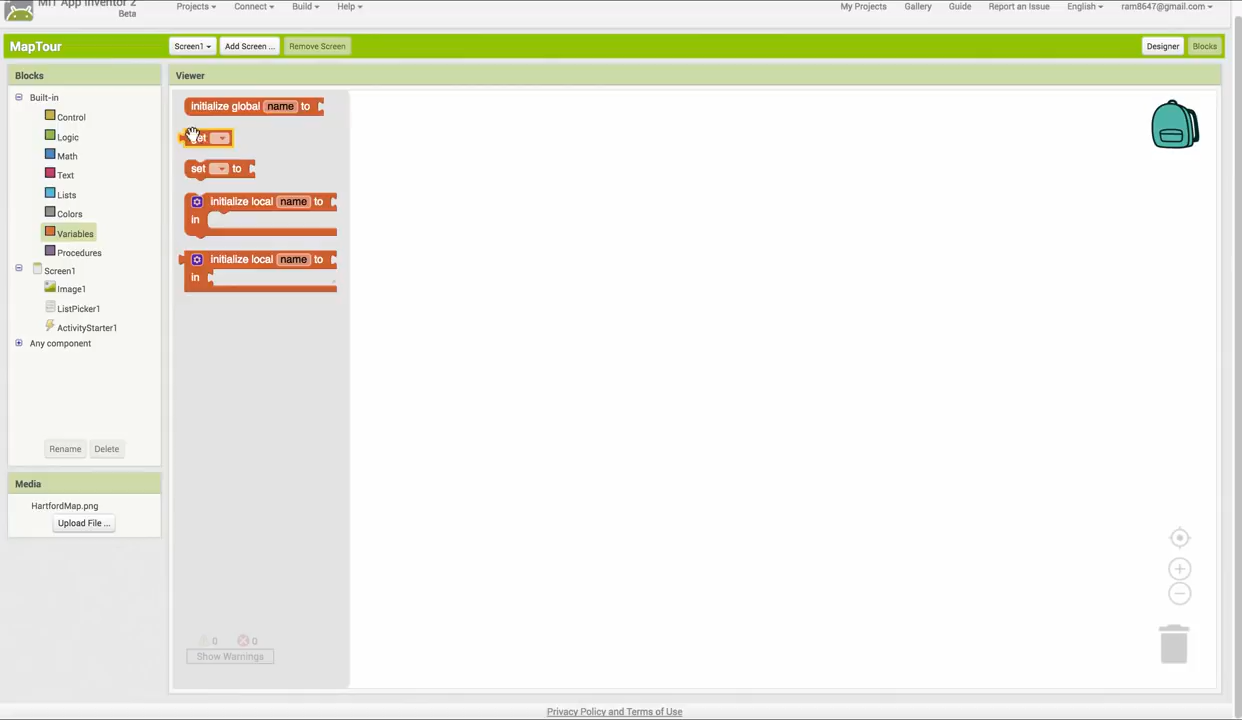 MIT App Inventor 2
Beta
Projects Connect Build Help My Projects Gallery Guide Report an Issue English ram8647@gmail.com
MapTour Screen1 Add Screen ... Remove Screen Designer Blocks
Blocks
Viewer
Built-in
Control
Logic
Math
Text
Lists
Colors
Variables
Procedures
Screen1
Image1
ListPicker1
ActivityStarter1
Any component
Rename Delete
Media
HartfordMap.png
Upload File ...
initialize global name to
set to
initialize local name to
in
initialize local name to
in
0 0
Show Warnings
Privacy Policy and Terms of Use